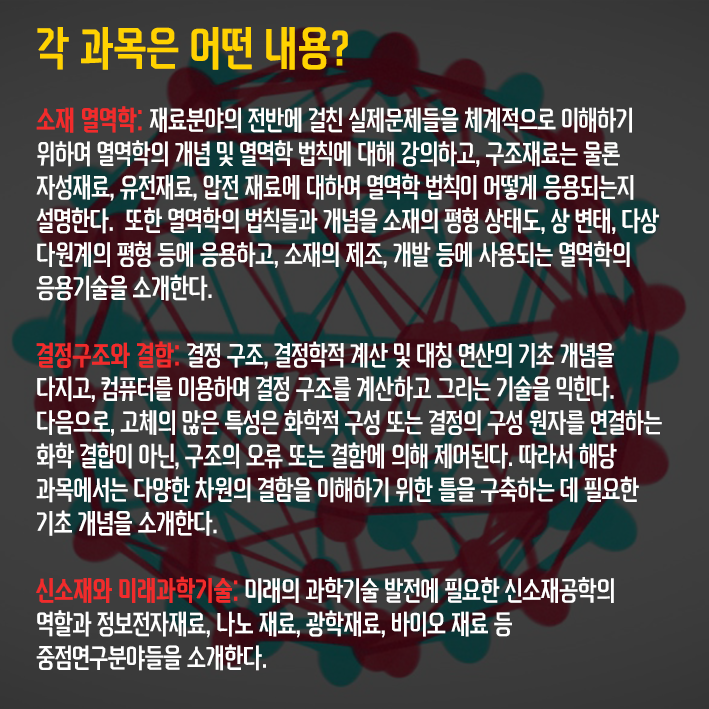 각 과목은 어떤 내용?
소재 열역학: 재료분야의 전반에 걸친 실제문제들을 체계적으로 이해하기
위하여 열역학의 개념 및 열역학 법칙에 대해 강의하고, 구조재료는 물론
자성재료, 유전재료, 압전 재료에 대하여 열역학 법칙이 어떻게 응용되는지
설명한다. 또한 열역학의 법칙들과 개념을 소재의 평형 상태도, 상 변태, 다상
다원계의 평형 등에 응용하고, 소재의 제조, 개발 등에 사용되는 열역학의
응용기술을 소개한다.
결정구조와 결함: 결정 구조, 결정학적 계산 및 대칭 연산의 기초 개념을
다지고, 컴퓨터를 이용하여 결정 구조를 계산하고 그리는 기술을 익힌다.
다음으로, 고체의 많은 특성은 화학적 구성 또는 결정의 구성 원자를 연결하는
화학 결합이 아닌, 구조의 오류 또는 결함에 의해 제어된다. 따라서 해당
과목에서는 다양한 차원의 결함을 이해하기 위한 틀을 구축하는 데 필요한
기초 개념을 소개한다.
신소재와 미래과학기술: 미래의 과학기술 발전에 필요한 신소재공학의
역할과 정보전자재료, 나노 재료, 광학재료, 바이오 재료 등
중점연구분야들을 소개한다.